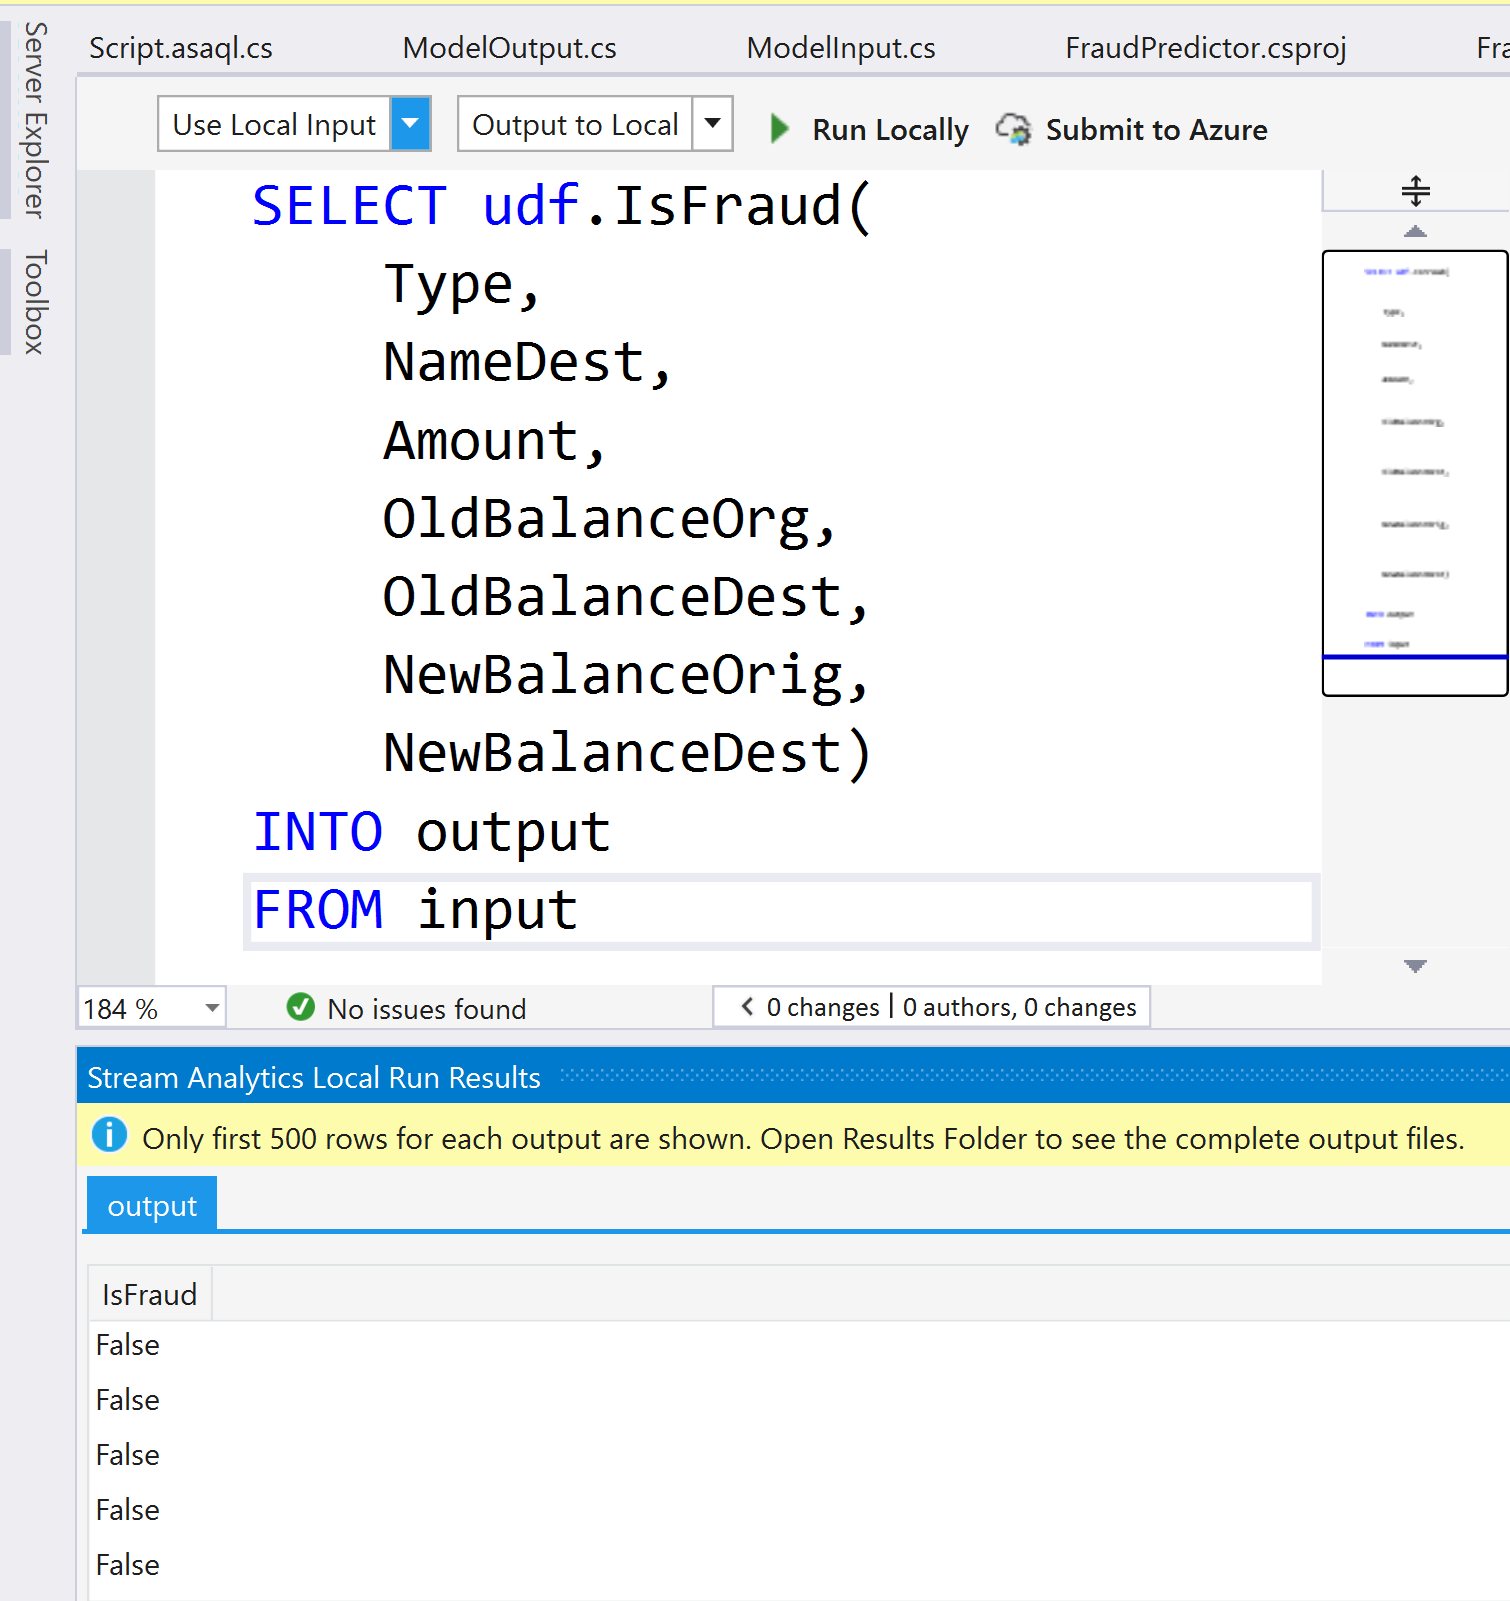 Server Explorer
Toolbox
Script.asaql.cs ModelOutput.cs ModelInput.cs FraudPredictor.csproj Fra
Use Local Input Output to Local Run Locally Submit to Azure
SELECT udf.IsFraud(
Type,
NameDest,
Amount,
OldBalanceOrg,
OldBalanceDest,
NewBalanceOrig,
NewBalanceDest)
INTO output
FROM input
184 % No issues found < 0 changes | 0 authors, 0 changes
Stream Analytics Local Run Results
Only first 500 rows for each output are shown. Open Results Folder to see the complete output files.
output
IsFraud
False
False
False
False
False